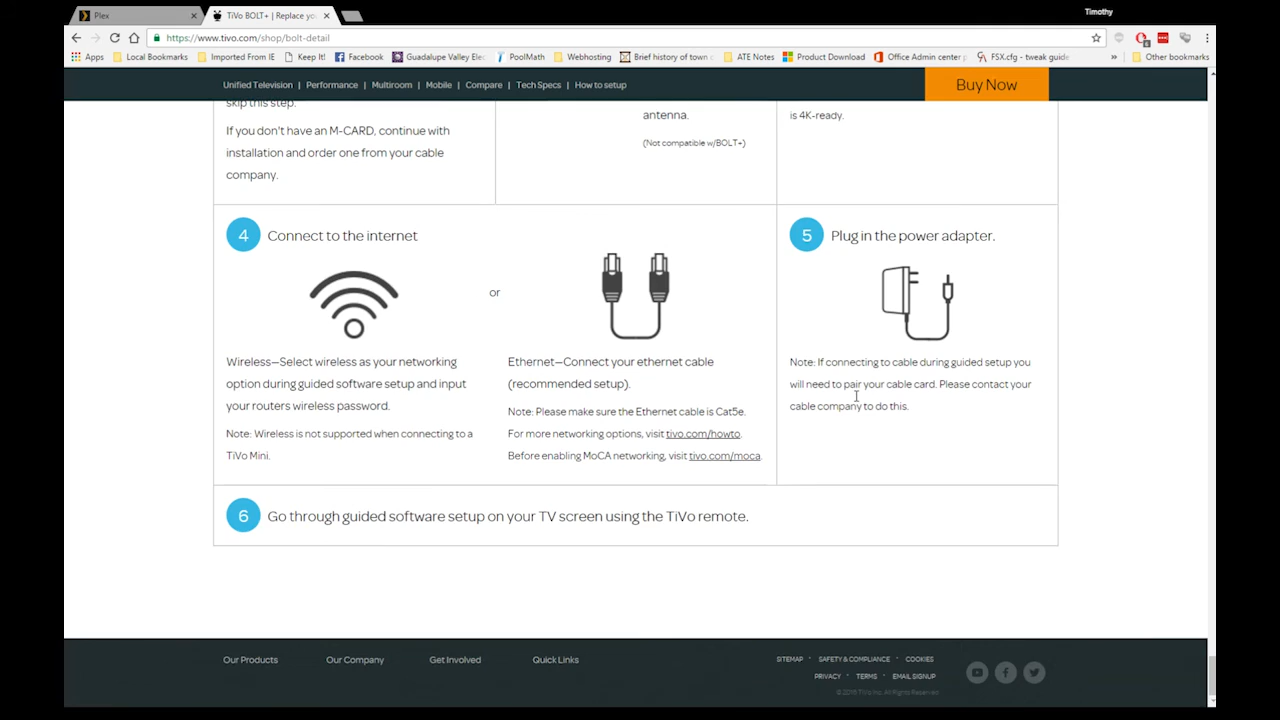 Timothy
Plex
TiVo BOLT+ | Replace yo
https://www.tivo.com/shop/bolt-detail
Apps Local Bookmarks Imported From IE Keep It! Facebook Guadalupe Valley Elec PoolMath Webhosting Brief history of town ATE Notes Product Download Office Admin center FSX.cfg - tweak guide » Other bookmarks
Unified Television | Performance | Multiroom | Mobile | Compare | Tech Specs | How to setup
Buy Now
skip this step.
If you don't have an M-CARD, continue with
installation and order one from your cable
company.
antenna.
(Not compatible w/BOLT+)
is 4K-ready.
4 Connect to the internet
or
Wireless—Select wireless as your networking
option during guided software setup and input
your routers wireless password.
Note: Wireless is not supported when connecting to a
TiVo Mini.
Ethernet—Connect your ethernet cable
(recommended setup).
Note: Please make sure the Ethernet cable is Cat5e.
For more networking options, visit tivo.com/howto.
Before enabling MoCA networking, visit tivo.com/moca.
5 Plug in the power adapter.
Note: If connecting to cable during guided setup you
will need to pair your cable card. Please contact your
cable company to do this.
6 Go through guided software setup on your TV screen using the TiVo remote.
Our Products Our Company Get Involved Quick Links
SITEMAP • SAFETY & COMPLIANCE • COOKIES
PRIVACY • TERMS • EMAIL SIGNUP
© 2016 TiVo Inc. All Rights Reserved